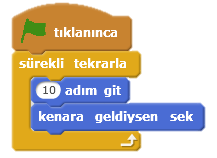 tıklanınca
sürekli tekrarla
10 adım git
kenara geldiysen sek